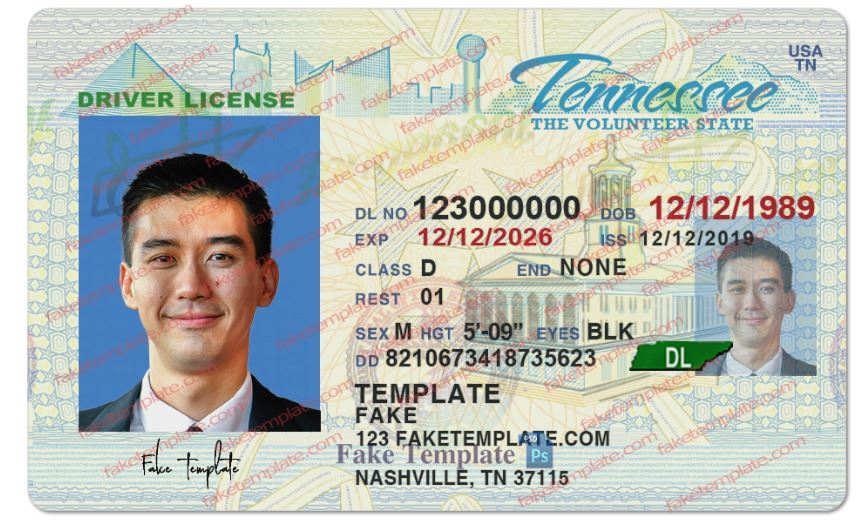 USA
TN
Tennessee
THE VOLUNTEER STATE
DRIVER LICENSE
DL NO 123000000 DOB 12/12/1989
EXP 12/12/2026 ISS 12/12/2019
CLASS D END NONE
REST 01
SEX M HGT 5'-09” EYES BLK
DD 8210673418735623
DL
TEMPLATE
FAKE
123 FAKETEMPLATE.COM
Fake Template PSD Ps
NASHVILLE, TN 37115
Fake Template
faketemplate.com